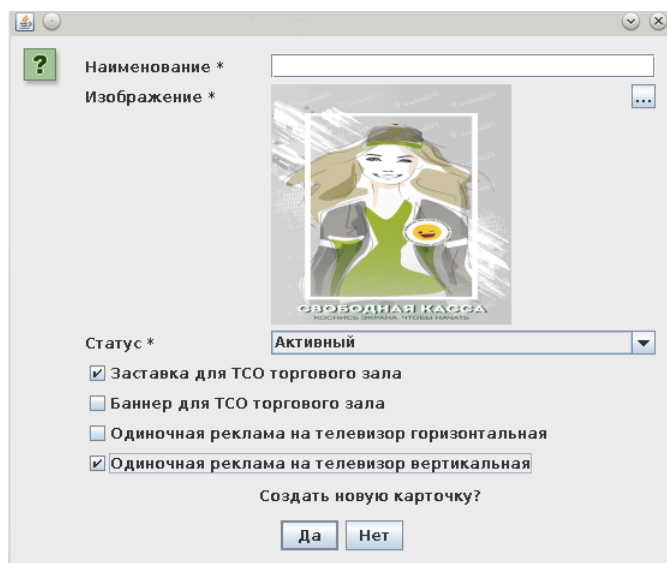 ?
Наименование *
Изображение *
...
СВОБОДНАЯ КАССА
КОСНИСЬ ЭКРАНА, ЧТОБЫ НАЧАТЬ
Статус *
Активный
Заставка для ТСО торгового зала
Баннер для ТСО торгового зала
Одиночная реклама на телевизор горизонтальная
Одиночная реклама на телевизор вертикальная
Создать новую карточку?
Да Нет